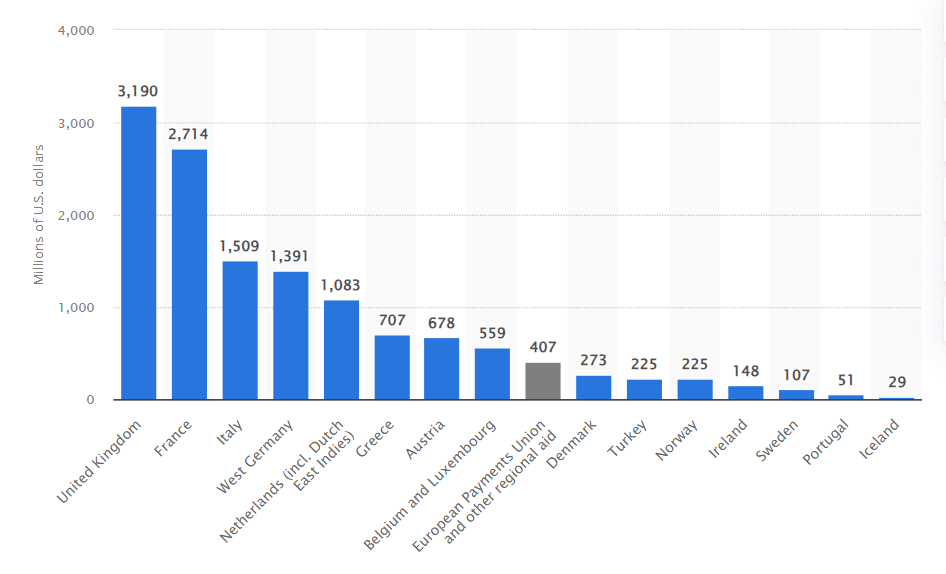 4,000
3,000
2,000
1,000
0
Millions of U.S. dollars
3,190
2,714
1,509
1,391
1,083
707
678
559
407
273
225
225
148
107
51
29
United Kingdom
France
Italy
West Germany
Netherlands (incl. Dutch
East Indies)
Greece
Austria
Belgium and Luxembourg
European Payments Union
and other regional aid
Denmark
Turkey
Norway
Ireland
Sweden
Portugal
Iceland